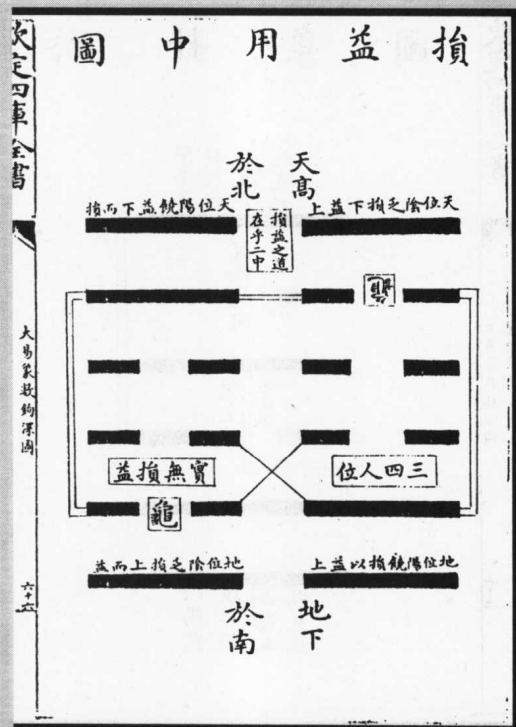 損益用中圖
天高
於北
天位陰乏損下益上
天位陽饒益下而損
損益之道
在乎二中
龜
三四人位
實無損益
龜
地位陽饒損以益上
地位陰乏損上而益
地下
於南
欽定四庫全書
大易象數鉤深圖
六十六